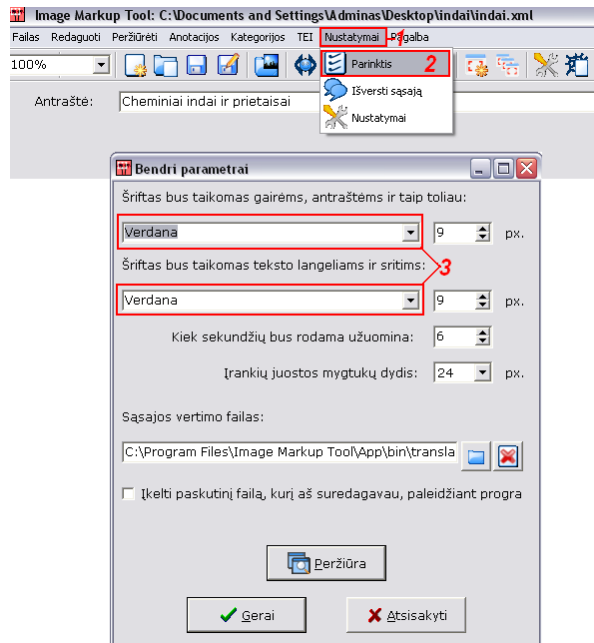 Image Markup Tool: C:\Documents and Settings\Adminas\Desktop\indai\indai.xml
Failas Redaguoti Peržiūrėti Anotacijos Kategorijos TEI Nustatymai 1 Pagalba
100%
Parinktis 2
Išversti sąsają
Nustatymai
Antraštė: Cheminiai indai ir prietaisai
Bendri parametrai
Šriftas bus taikomas gairėms, antraštėms ir taip toliau:
Verdana 9 px.
Šriftas bus taikomas teksto langeliams ir sritims: 3
Verdana 9 px.
Kiek sekundžių bus rodama užuomina: 6
Įrankių juostos mygtukų dydis: 24 px.
Sąsajos vertimo failas:
C:\Program Files\Image Markup Tool\App\bin\transla
Įkelti paskutinį failą, kurį aš suredagavau, paleidžiant progra
Peržiūra
Gerai Atsisakyti